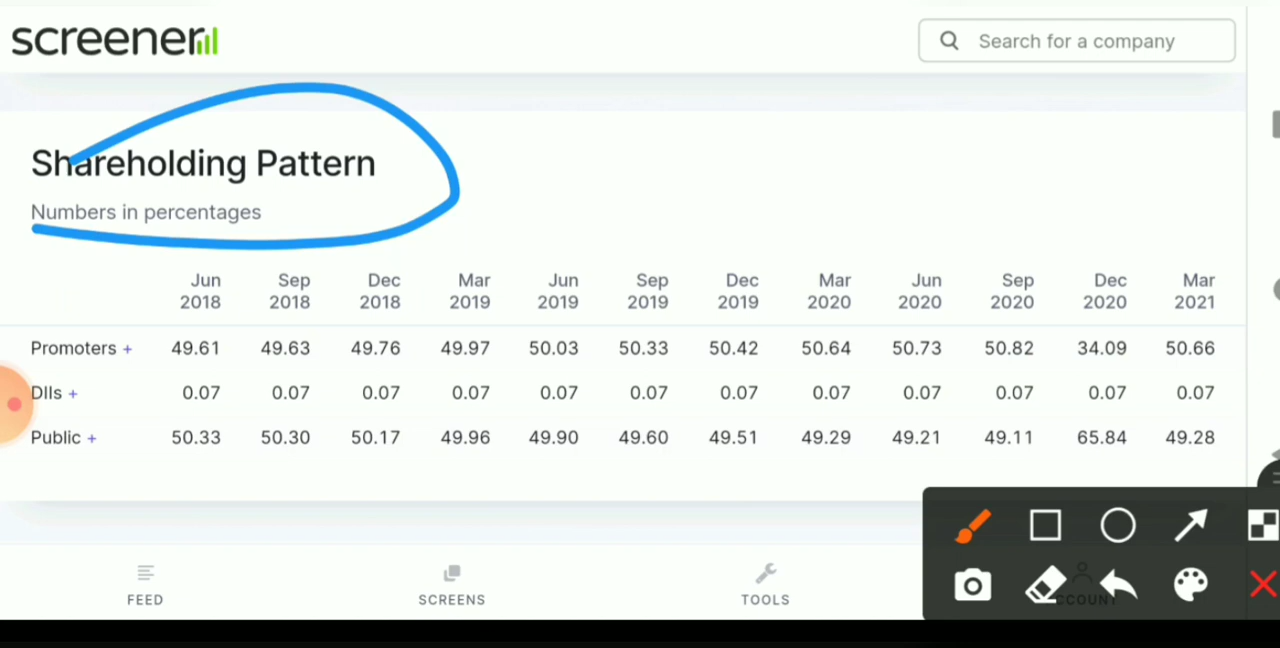 screener
Search for a company
Shareholding Pattern
Numbers in percentages
Jun Sep Dec Mar Jun Sep Dec Mar Jun Sep Dec Mar
2018 2018 2018 2019 2019 2019 2019 2020 2020 2020 2020 2021
Promoters + 49.61 49.63 49.76 49.97 50.03 50.33 50.42 50.64 50.73 50.82 34.09 50.66
DIIs + 0.07 0.07 0.07 0.07 0.07 0.07 0.07 0.07 0.07 0.07 0.07 0.07
Public + 50.33 50.30 50.17 49.96 49.90 49.60 49.51 49.29 49.21 49.11 65.84 49.28
FEED SCREENS TOOLS